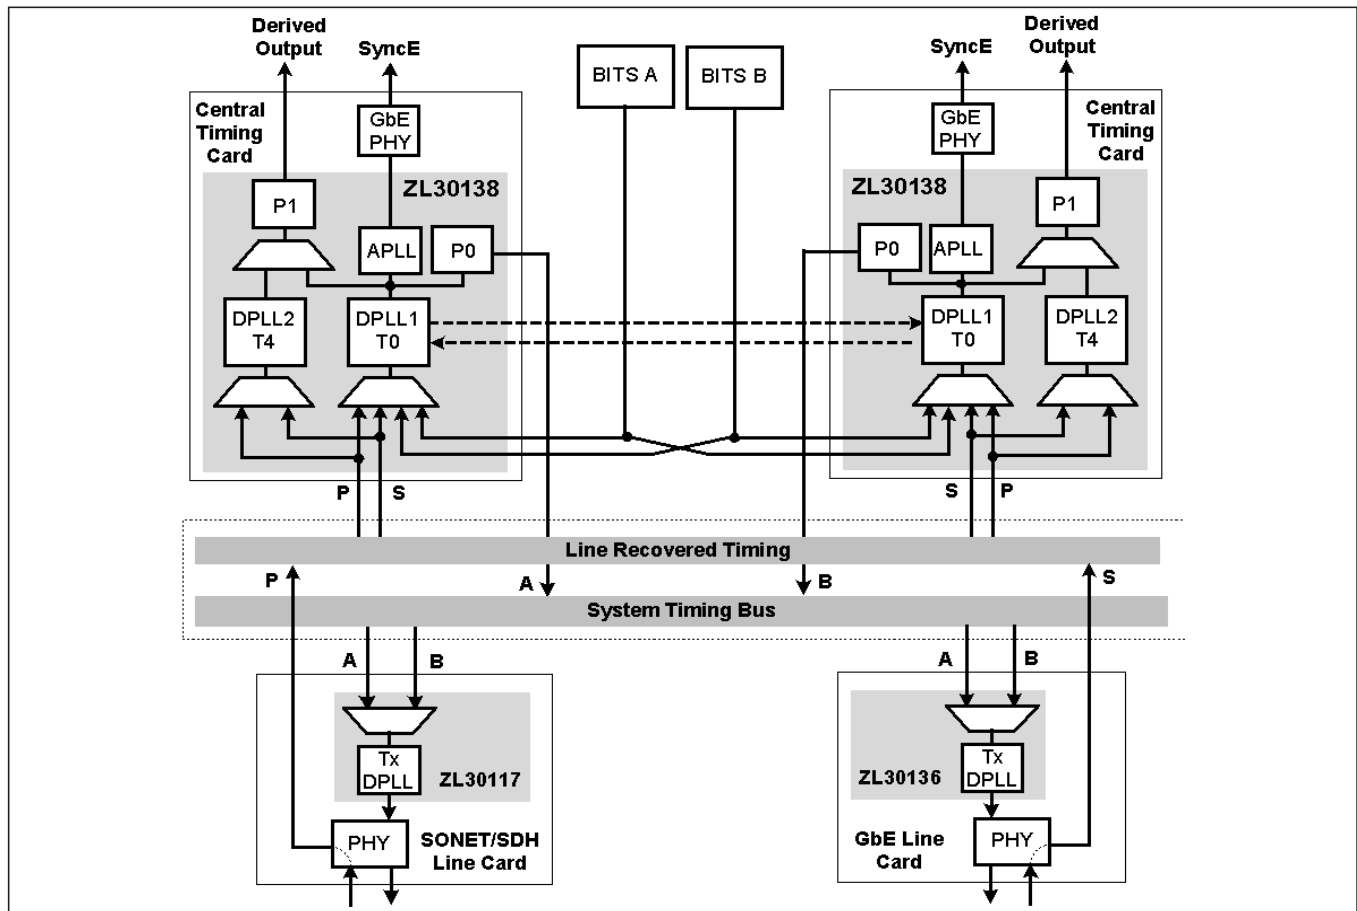 Derived
Output
SyncE
BITS A
BITS B
SyncE
Derived
Output
Central
Timing
Card
GbE
PHY
GbE
PHY
Central
Timing
Card
ZL30138
ZL30138
P1
P1
APLL
P0
P0
APLL
DPLL2
T4
DPLL1
T0
DPLL1
T0
DPLL2
T4
P
S
S
P
Line Recovered Timing
P
A
B
S
System Timing Bus
A
B
A
B
Tx
DPLL
ZL30117
ZL30136
Tx
DPLL
PHY
SONET/SDH
Line Card
GbE Line
Card
PHY